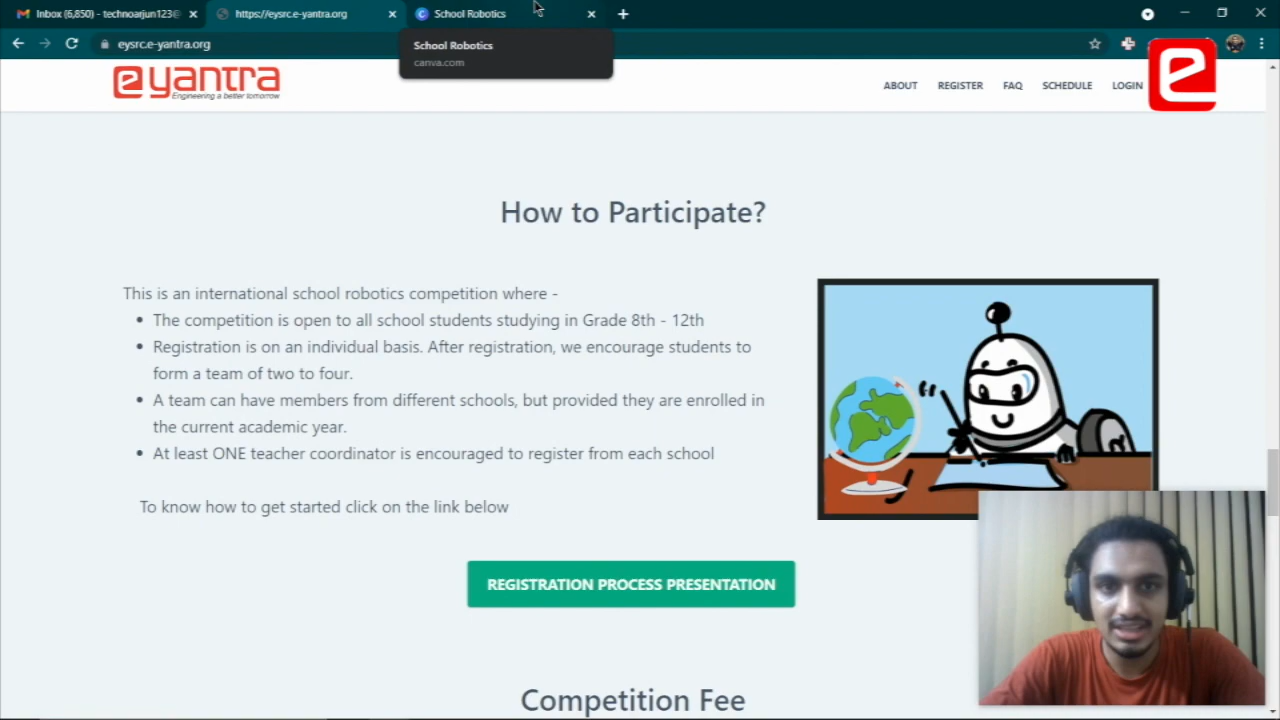 Inbox (6,850) - technoarjun123@
https://eysrc.e-yantra.org
School Robotics
eysrc.e-yantra.org
School Robotics
canva.com
e yantra
Engineering a better tomorrow
ABOUT REGISTER FAQ SCHEDULE LOGIN
e
How to Participate?
This is an international school robotics competition where -
• The competition is open to all school students studying in Grade 8th - 12th
• Registration is on an individual basis. After registration, we encourage students to
form a team of two to four.
• A team can have members from different schools, but provided they are enrolled in
the current academic year.
• At least ONE teacher coordinator is encouraged to register from each school
To know how to get started click on the link below
REGISTRATION PROCESS PRESENTATION
Competition Fee